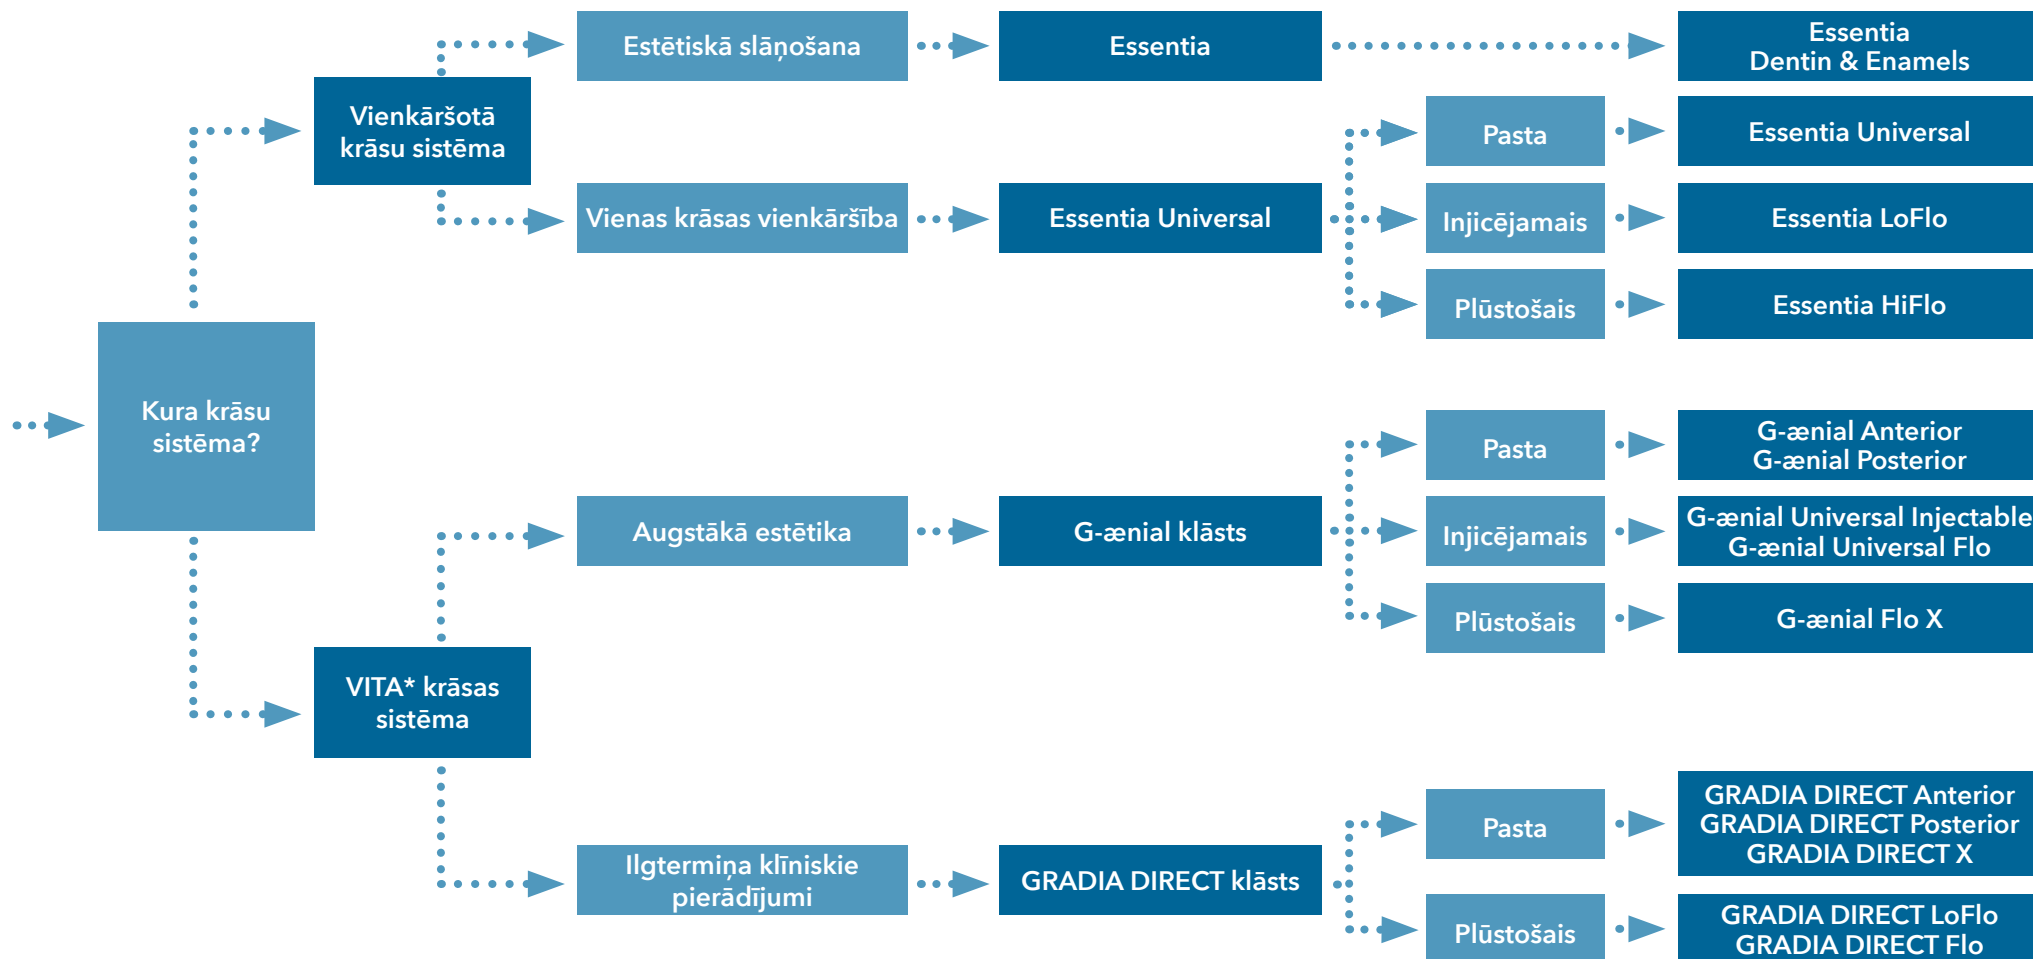 Kura krāsu
sistēma?
Vienkāršotā
krāsu sistēma
Estētiskā slāņošana
Essentia
Essentia
Dentin & Enamels
Vienas krāsas vienkāršība
Essentia Universal
Pasta
Essentia Universal
Injicējamais
Essentia LoFlo
Plūstošais
Essentia HiFlo
VITA* krāsas
sistēma
Augstākā estētika
G-ænial klāsts
Pasta
G-ænial Anterior
G-ænial Posterior
Injicējamais
G-ænial Universal Injectable
G-ænial Universal Flo
Plūstošais
G-ænial Flo X
Ilgtermiņa klīniskie
pierādījumi
GRADIA DIRECT klāsts
Pasta
GRADIA DIRECT Anterior
GRADIA DIRECT Posterior
GRADIA DIRECT X
Plūstošais
GRADIA DIRECT LoFlo
GRADIA DIRECT Flo